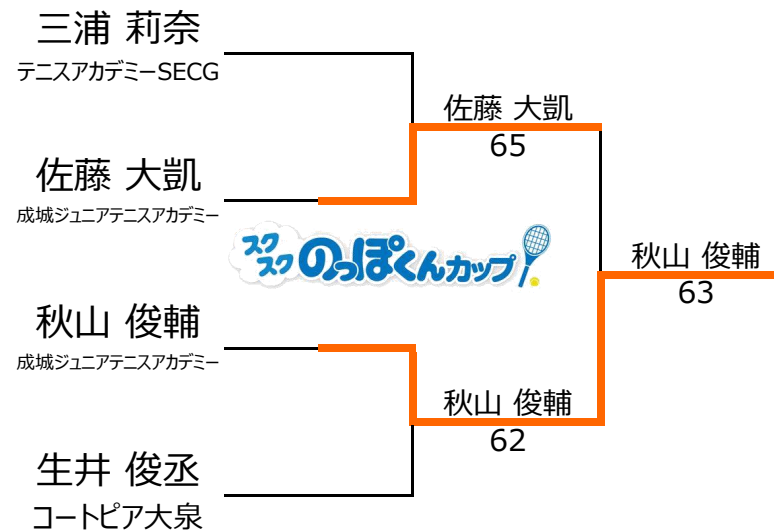 三浦 莉奈
テニスアカデミーSECG
佐藤 大凱
65
佐藤 大凱
成城ジュニアテニスアカデミー
スクスクのっぽくんカップ
秋山 俊輔
63
秋山 俊輔
成城ジュニアテニスアカデミー
秋山 俊輔
62
生井 俊丞
コートピア大泉